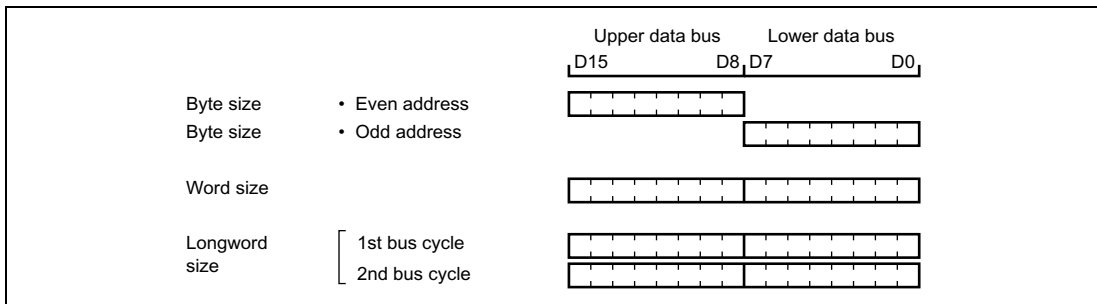 Upper data bus Lower data bus
D15 D8 D7 D0
Byte size • Even address
Byte size • Odd address
Word size
Longword size 1st bus cycle
2nd bus cycle